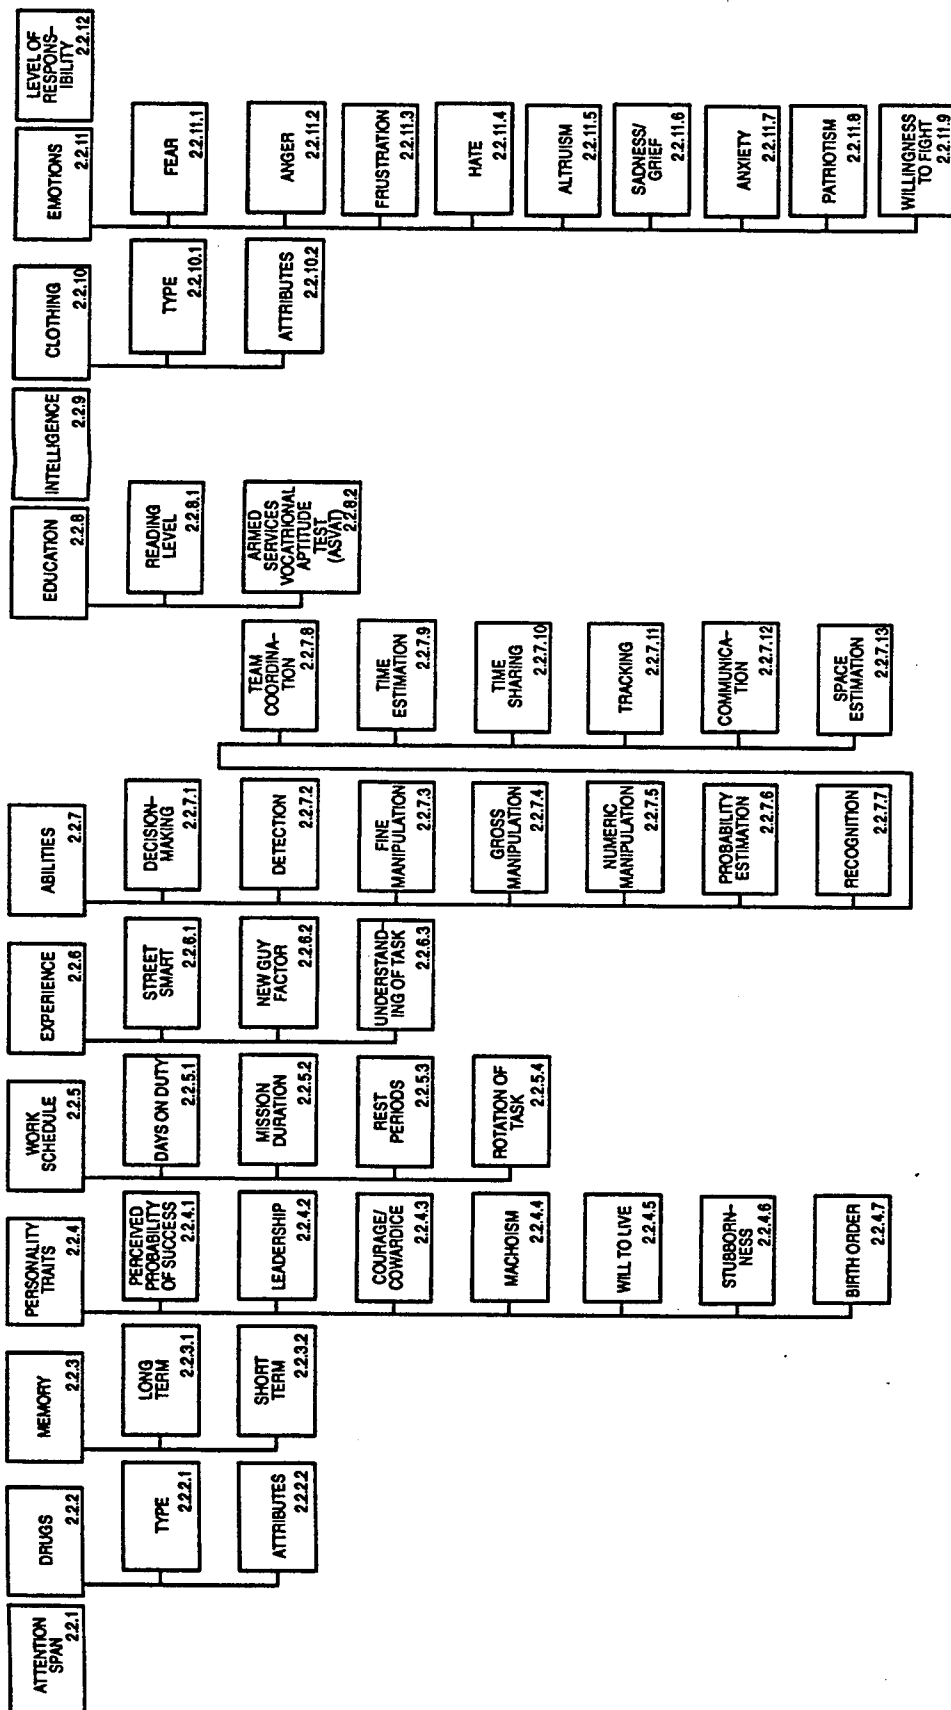 ATTENTION
SPAN
2.2.1
DRUGS
2.2.2
TYPE
2.2.2.1
ATTRIBUTES
2.2.2.2
MEMORY
2.2.3
LONG
TERM
2.2.3.1
SHORT
TERM
2.2.3.2
PERSONALITY
TRAITS
2.2.4
PERCEIVED
PROBABILITY
OF SUCCESS
2.2.4.1
LEADERSHIP
2.2.4.2
COURAGE/
COWARDICE
2.2.4.3
MACHOISM
2.2.4.4
WILL TO LIVE
2.2.4.5
STUBBORN–
NESS
2.2.4.6
BIRTH ORDER
2.2.4.7
WORK
SCHEDULE
2.2.5
DAYS ON DUTY
2.2.5.1
MISSION
DURATION
2.2.5.2
REST
PERIODS
2.2.5.3
ROTATION OF
TASK
2.2.5.4
EXPERIENCE
2.2.6
STREET
SMART
2.2.6.1
NEW GUY
FACTOR
2.2.6.2
UNDERSTAND–
ING OF TASK
2.2.6.3
ABILITIES
2.2.7
DECISION–
MAKING
2.2.7.1
DETECTION
2.2.7.2
FINE
MANIPULATION
2.2.7.3
GROSS
MANIPULATION
2.2.7.4
NUMERIC
MANIPULATION
2.2.7.5
PROBABILITY
ESTIMATION
2.2.7.6
RECOGNITION
2.2.7.7
TEAM
COORDINA–
TION
2.2.7.8
TIME
ESTIMATION
2.2.7.9
TIME
SHARING
2.2.7.10
TRACKING
2.2.7.11
COMMUNICA–
TION
2.2.7.12
SPACE
ESTIMATION
2.2.7.13
EDUCATION
2.2.8
READING
LEVEL
2.2.8.1
ARMED
SERVICES
VOCATRIONAL
APTITUDE
TEST
(ASVAT)
2.2.8.2
INTELLIGENCE
2.2.9
CLOTHING
2.2.10
TYPE
2.2.10.1
ATTRIBUTES
2.2.10.2
EMOTIONS
2.2.11
FEAR
2.2.11.1
ANGER
2.2.11.2
FRUSTRATION
2.2.11.3
HATE
2.2.11.4
ALTRUISM
2.2.11.5
SADNESS/
GRIEF
2.2.11.6
ANXIETY
2.2.11.7
PATRIOTISM
2.2.11.8
WILLINGNESS
TO FIGHT
2.2.11.9
LEVEL OF
RESPONS–
IBILITY
2.2.12